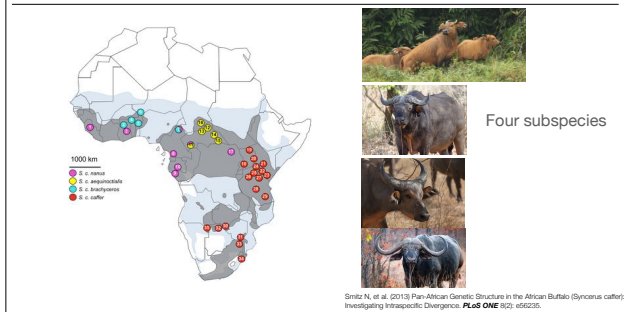 1000 km
S. c. nanus
S. c. aequinoctialis
S. c. brachyceros
S. c. caffer
Four subspecies
Smitz N, et al. (2013) Pan-African Genetic Structure in the African Buffalo (Syncerus caffer):
Investigating Intraspecific Divergence. PLoS ONE 8(2): e56235.